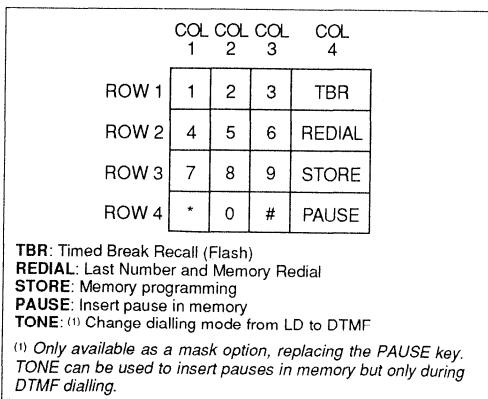 COL COL COL COL
1 2 3 4
ROW 1 1 2 3 TBR
ROW 2 4 5 6 REDIAL
ROW 3 7 8 9 STORE
ROW 4 * 0 # PAUSE
TBR: Timed Break Recall (Flash)
REDIAL: Last Number and Memory Redial
STORE: Memory programming
PAUSE: Insert pause in memory
TONE: (1) Change dialling mode from LD to DTMF
(1) Only available as a mask option, replacing the PAUSE key.
TONE can be used to insert pauses in memory but only during
DTMF dialling.